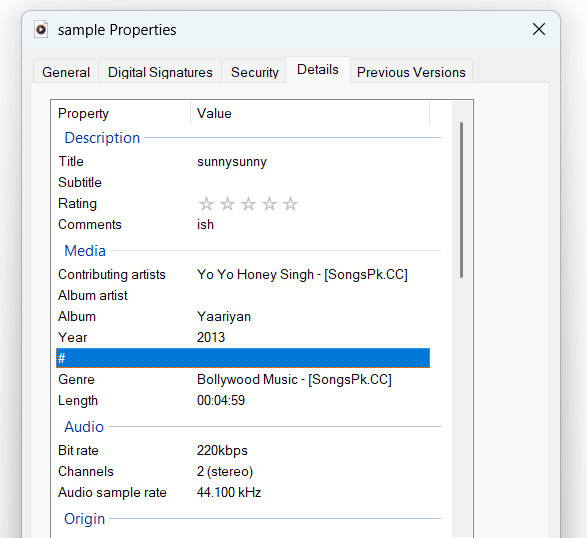 sample Properties
General Digital Signatures Security Details Previous Versions
Property Value
Description
Title sunnysunny
Subtitle
Rating
Comments ish
Media
Contributing artists Yo Yo Honey Singh - [SongsPk.CC]
Album artist
Album Yaariyan
Year 2013
#
Genre Bollywood Music - [SongsPk.CC]
Length 00:04:59
Audio
Bit rate 220kbps
Channels 2 (stereo)
Audio sample rate 44.100 kHz
Origin